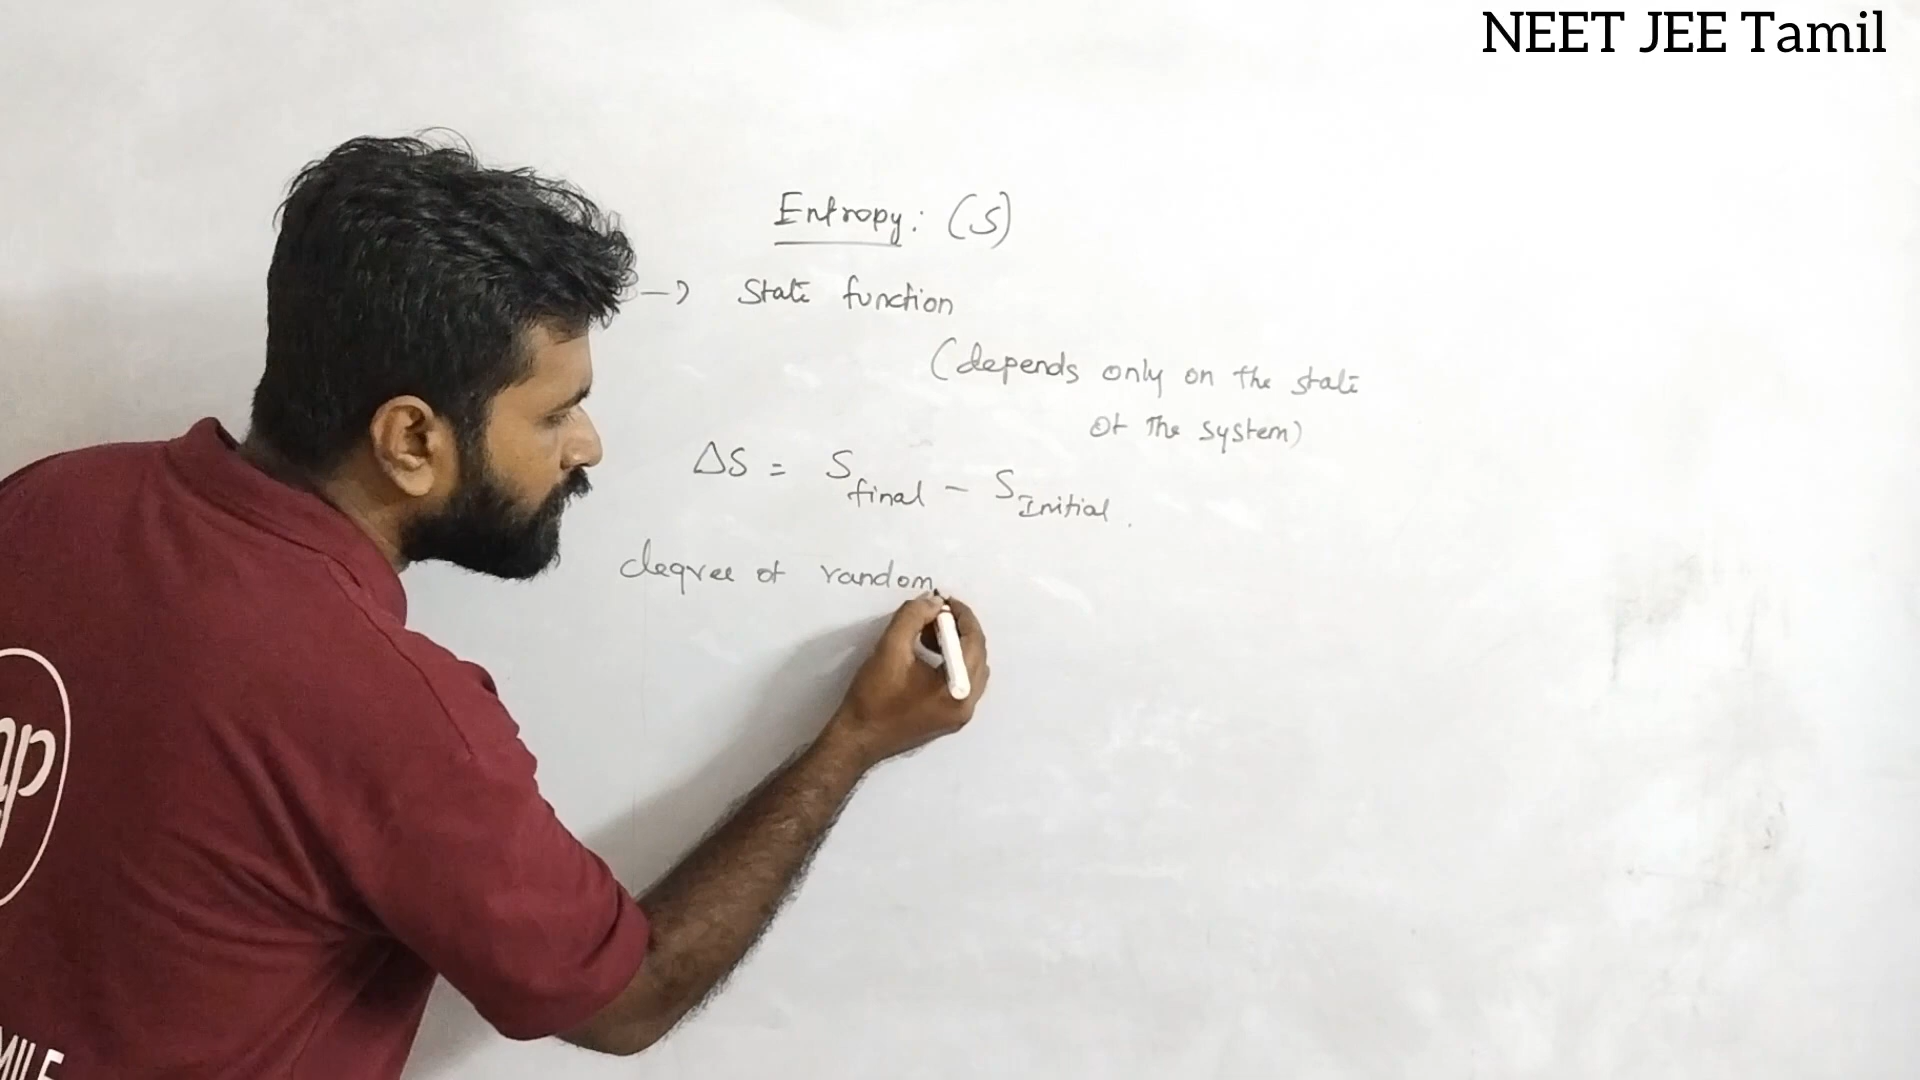 NEET JEE Tamil
Entropy: (S)
→ State function
(depends only on the state
of the system)
ΔS = S final - S Initial.
degree of random